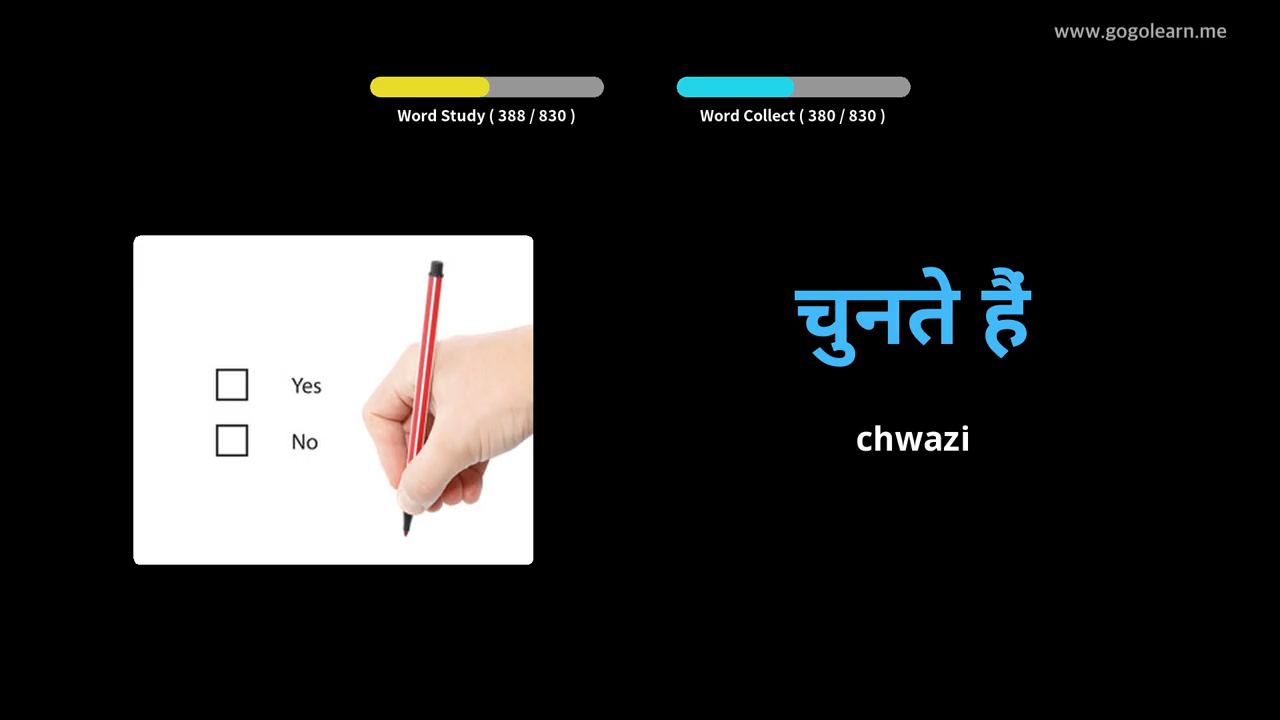 www.gogolearn.me
Word Study ( 388 / 830 )
Word Collect ( 380 / 830 )
Yes
No
चुनते हैं
chwazi